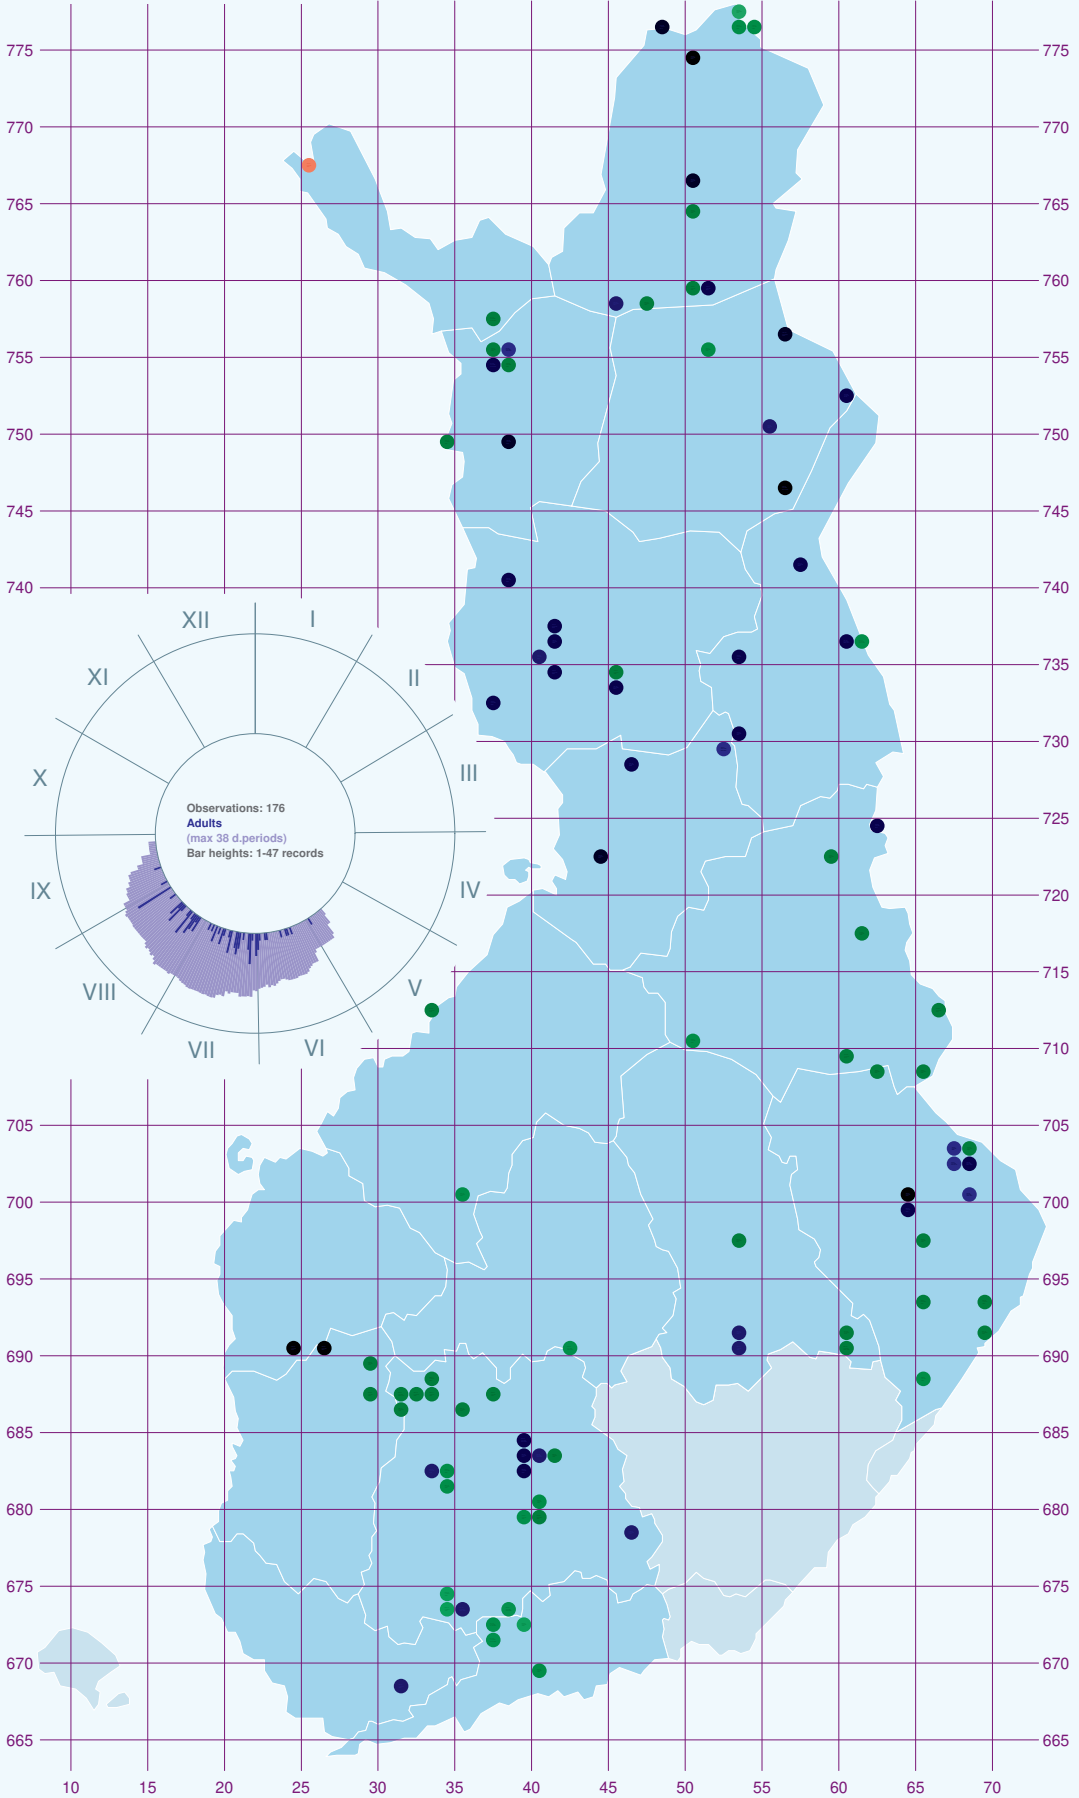 775 775
770 770
765 765
760 760
755 755
750 750
745 745
740 740
XII I
XI II
735
730
X III
Observations: 176
Adults
(max 38 d.periods)
Bar heights: 1-47 records
725
IX IV
720
715
VIII V
VII VI
710
705 705
700 700
695 695
690 690
685 685
680 680
675 675
670 670
665 665
10 15 20 25 30 35 40 45 50 55 60 65 70